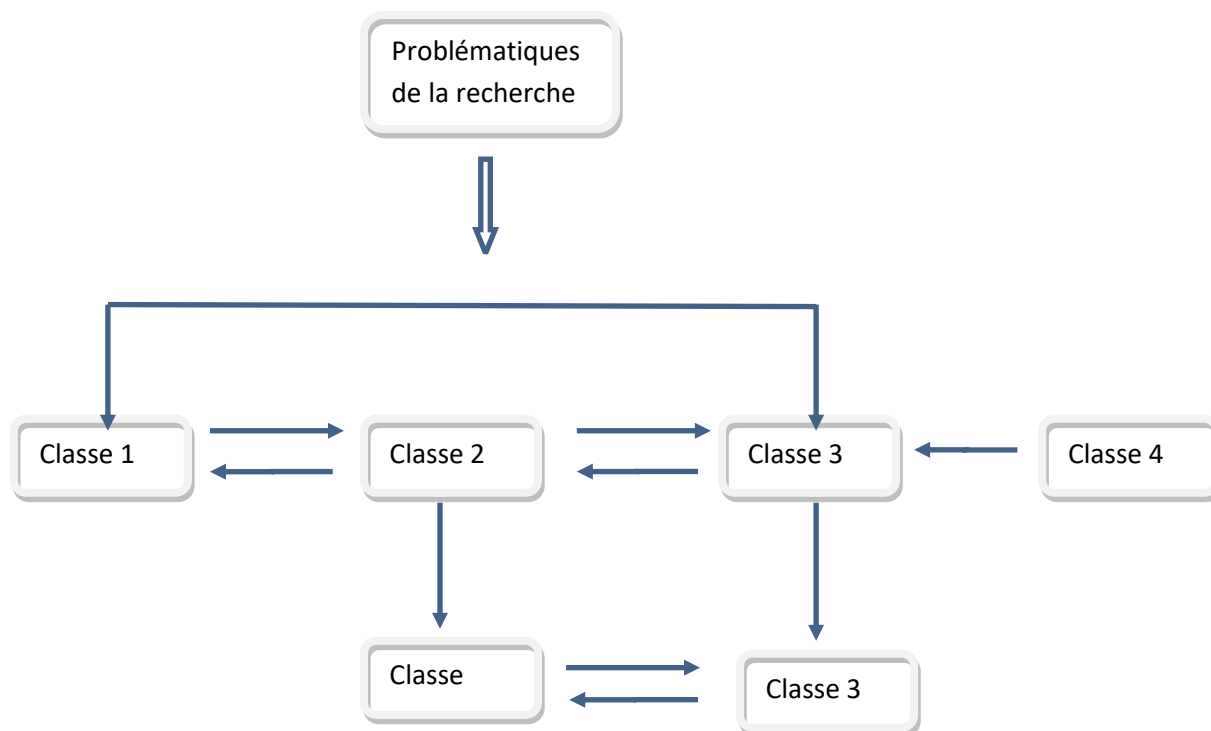 Problématiques
de la recherche
Classe 1
Classe 2
Classe 3
Classe 4
Classe
Classe 3